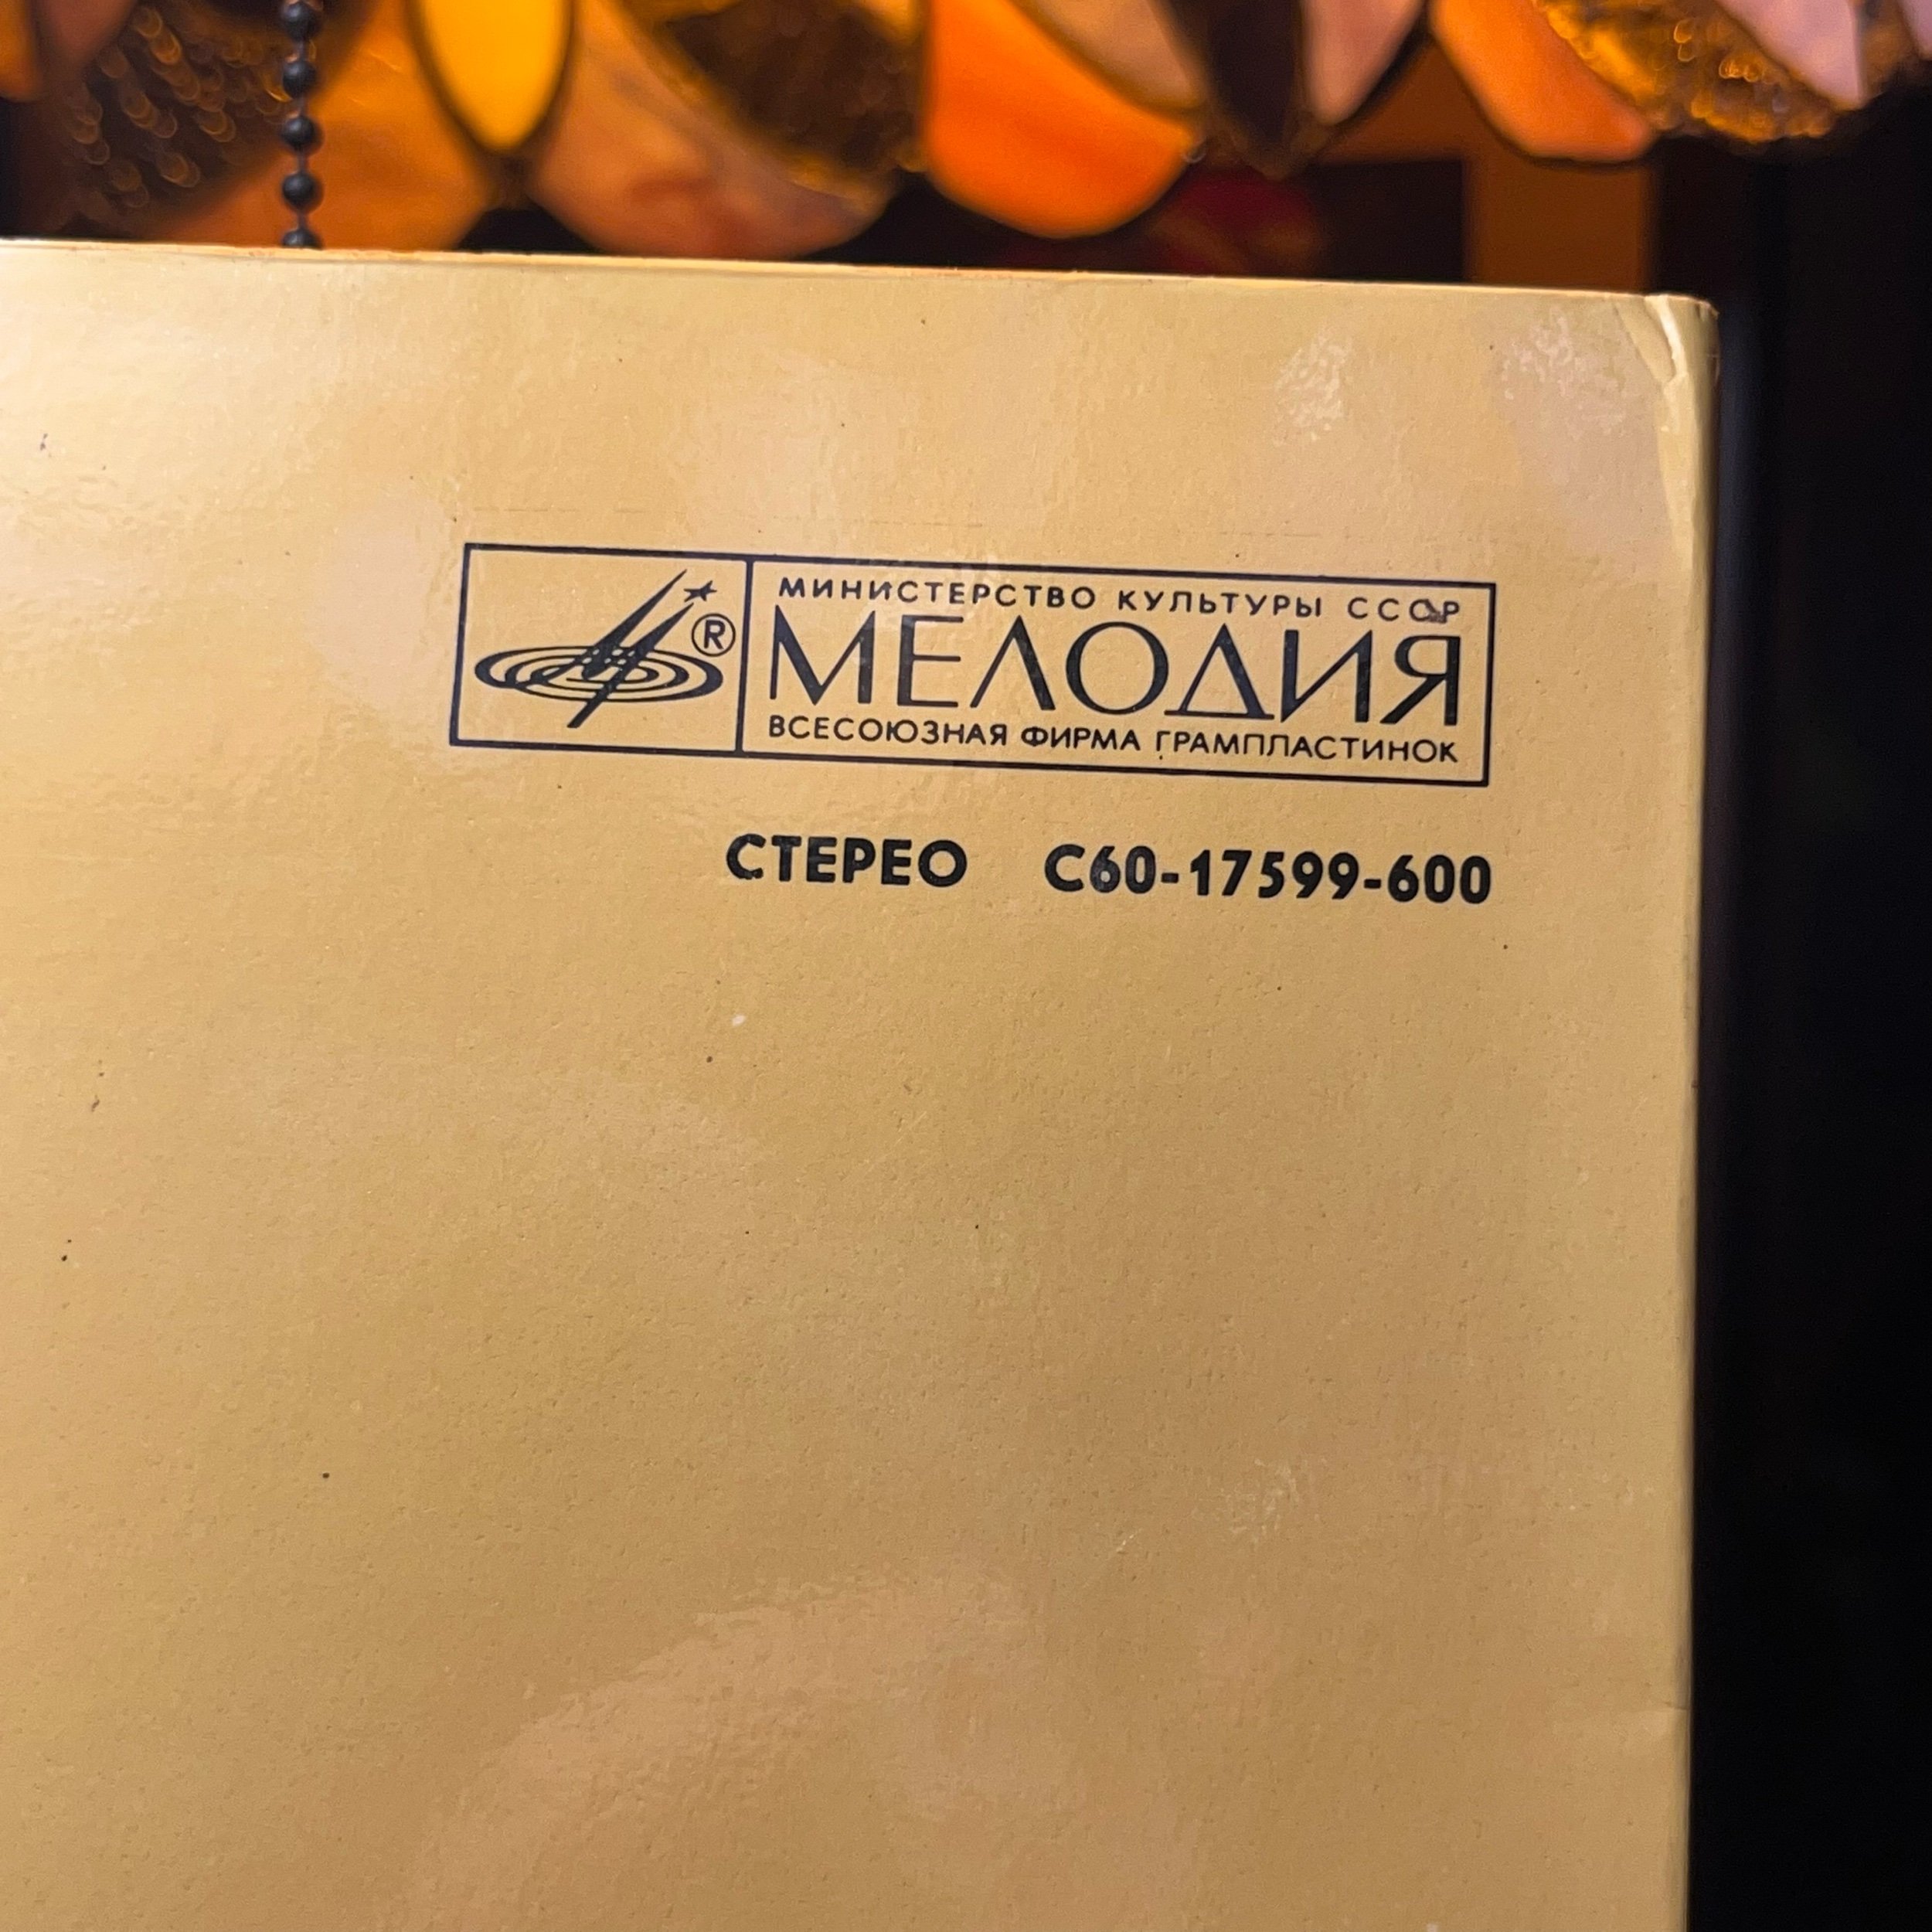 МИНИСТЕРСТВО КУЛЬТУРЫ СССР
®
МЕЛОДИЯ
ВСЕСОЮЗНАЯ ФИРМА ГРАМПЛАСТИНОК
СТЕРЕО С60-17599-600